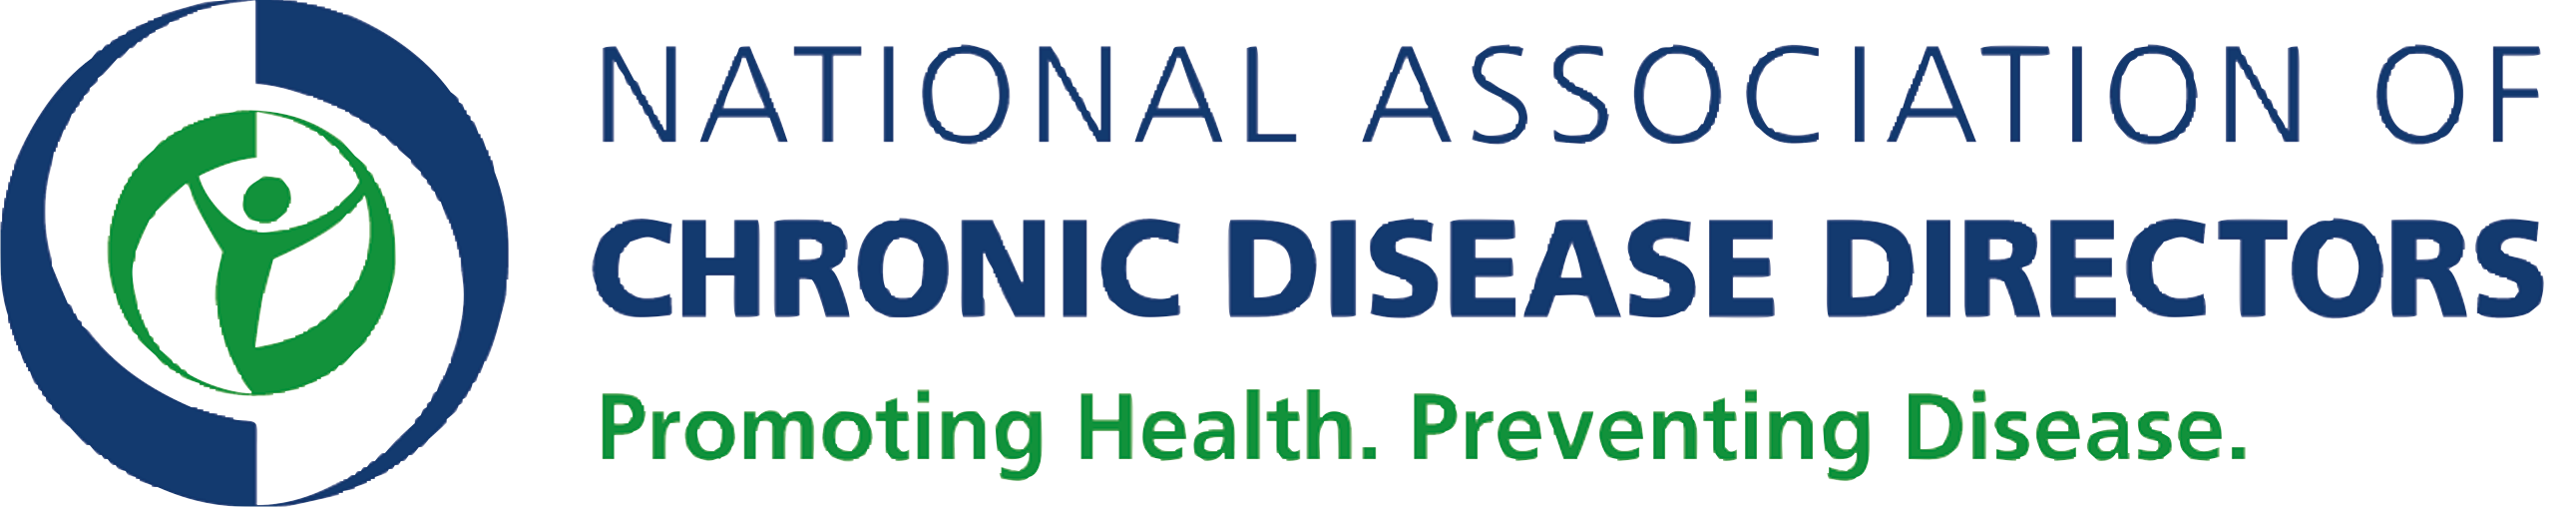 NATIONAL ASSOCIATION OF
CHRONIC DISEASE DIRECTORS
Promoting Health. Preventing Disease.